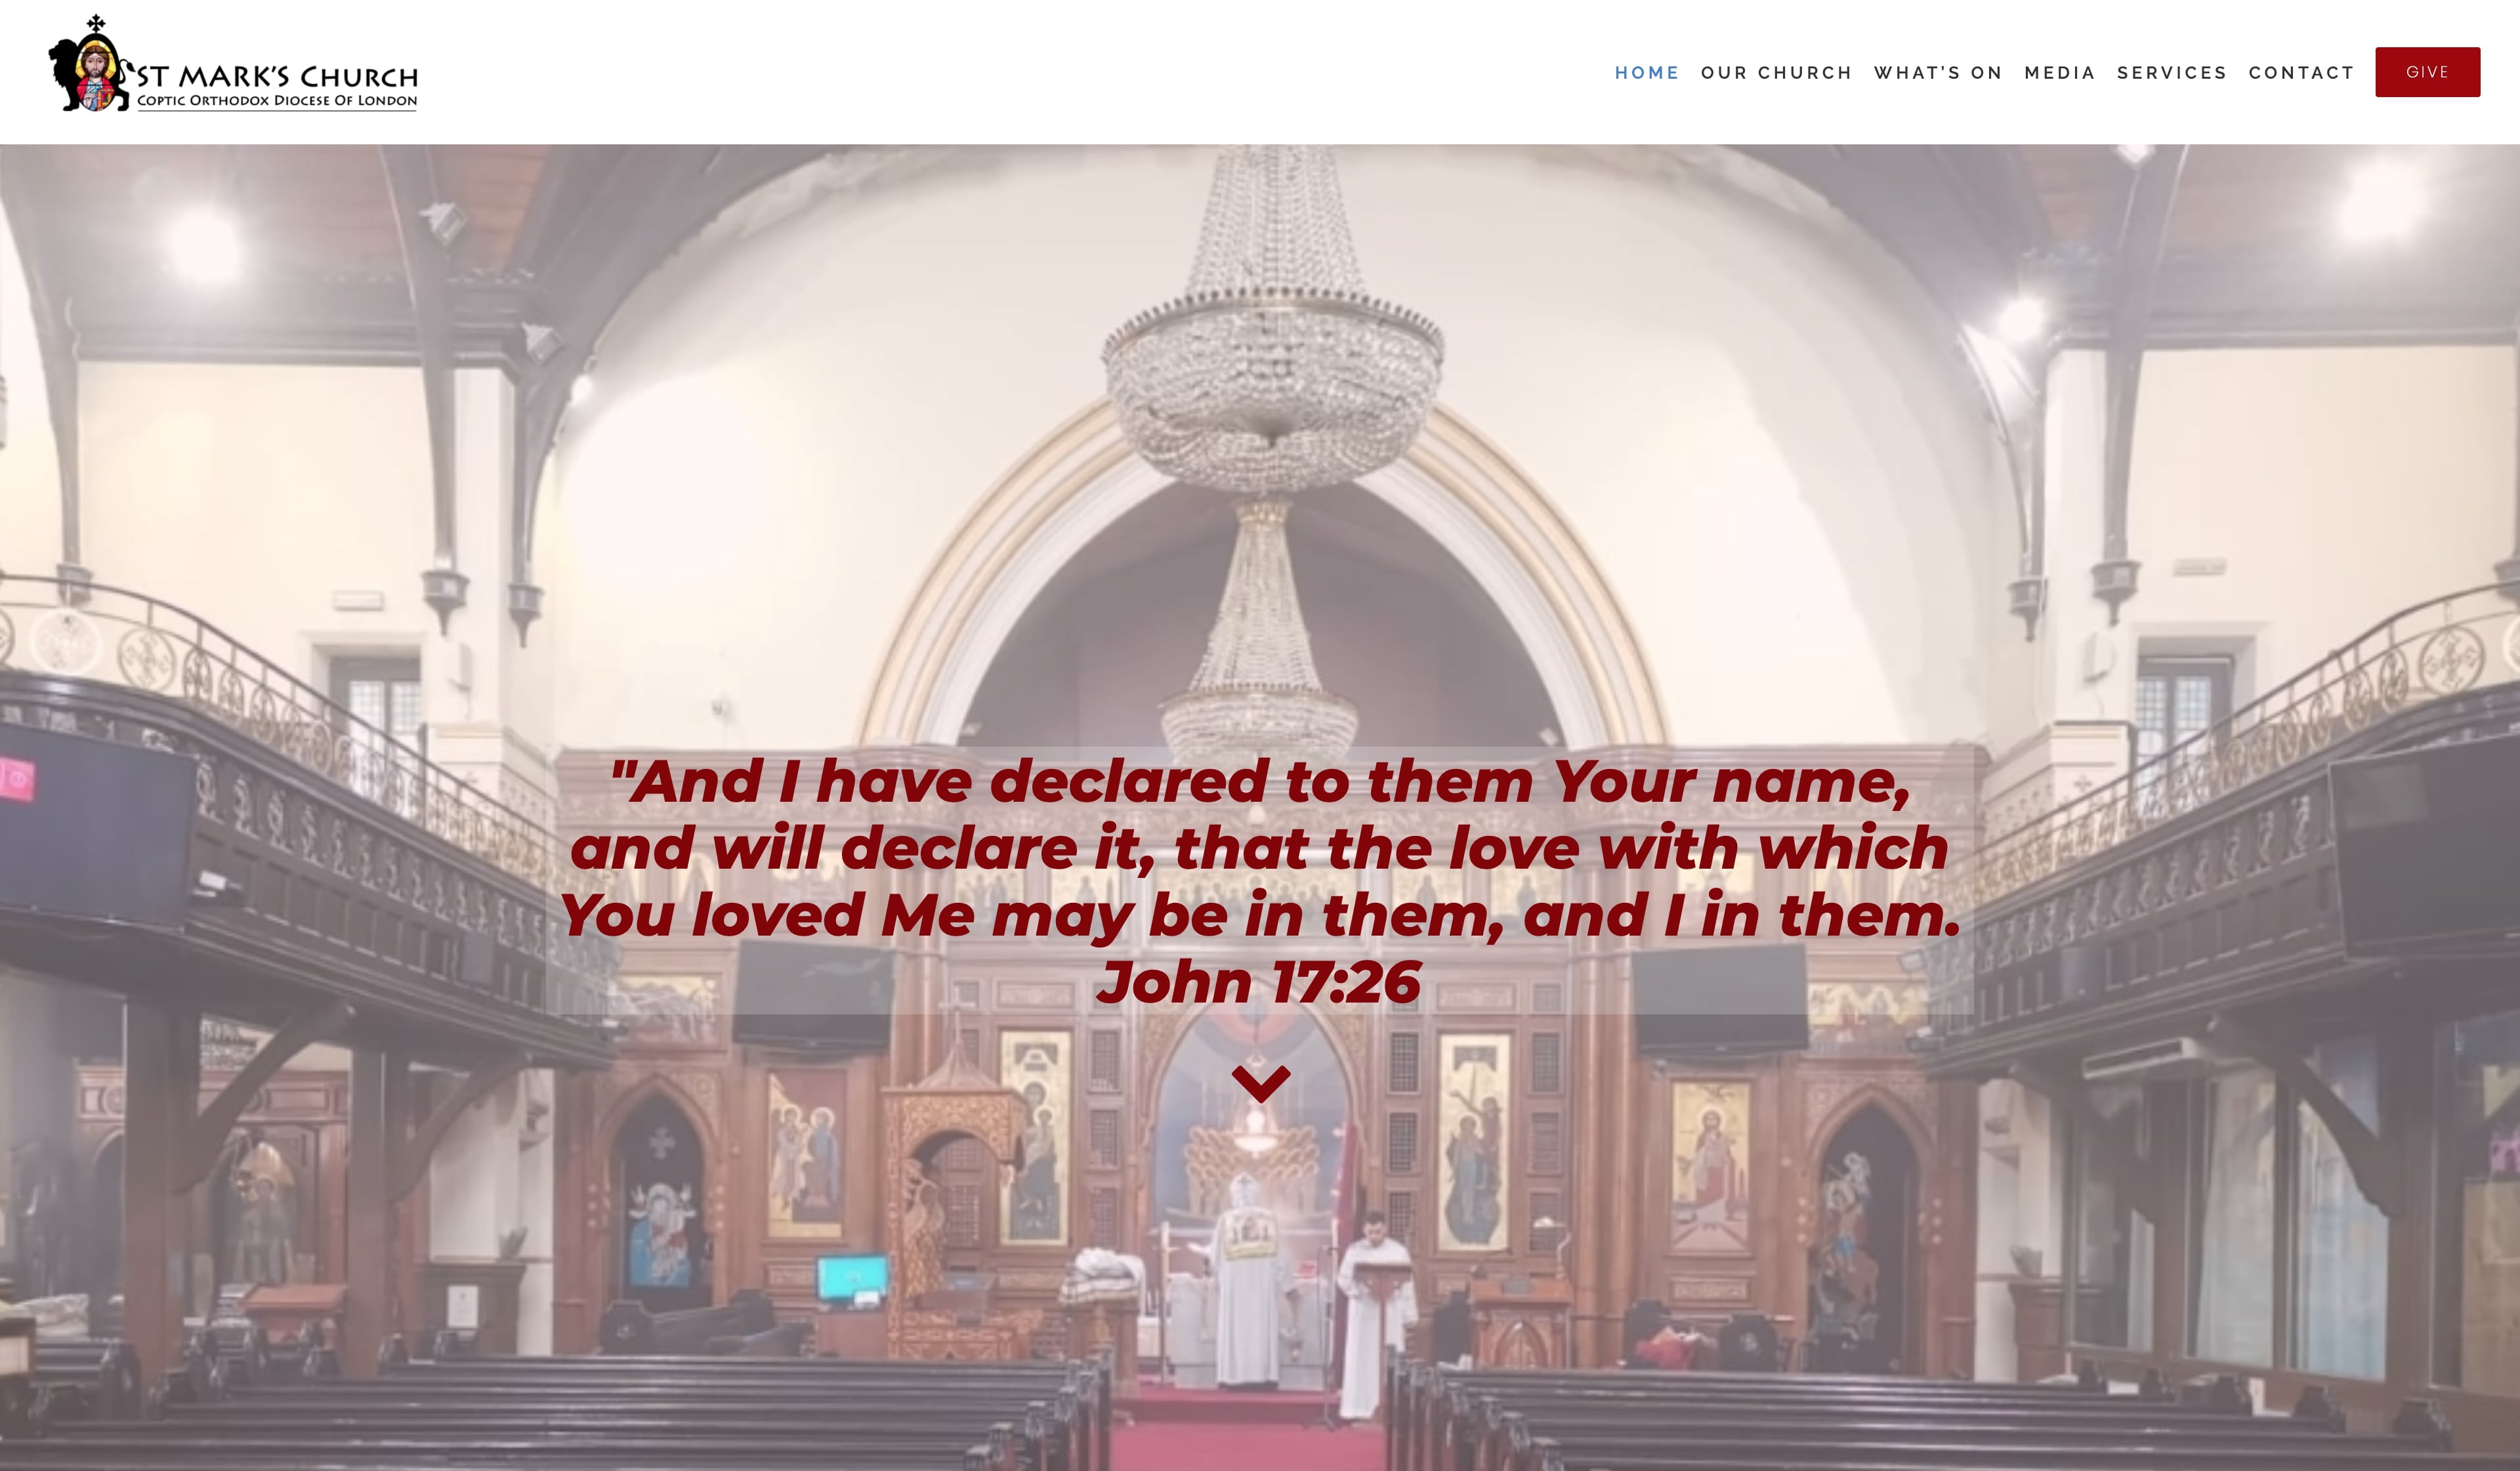 ST MARK'S CHURCH
COPTIC ORTHODOX DIOCESE OF LONDON
HOME OUR CHURCH WHAT'S ON MEDIA SERVICES CONTACT GIVE
"And I have declared to them Your name,
and will declare it, that the love with which
You loved Me may be in them, and I in them.
John 17:26